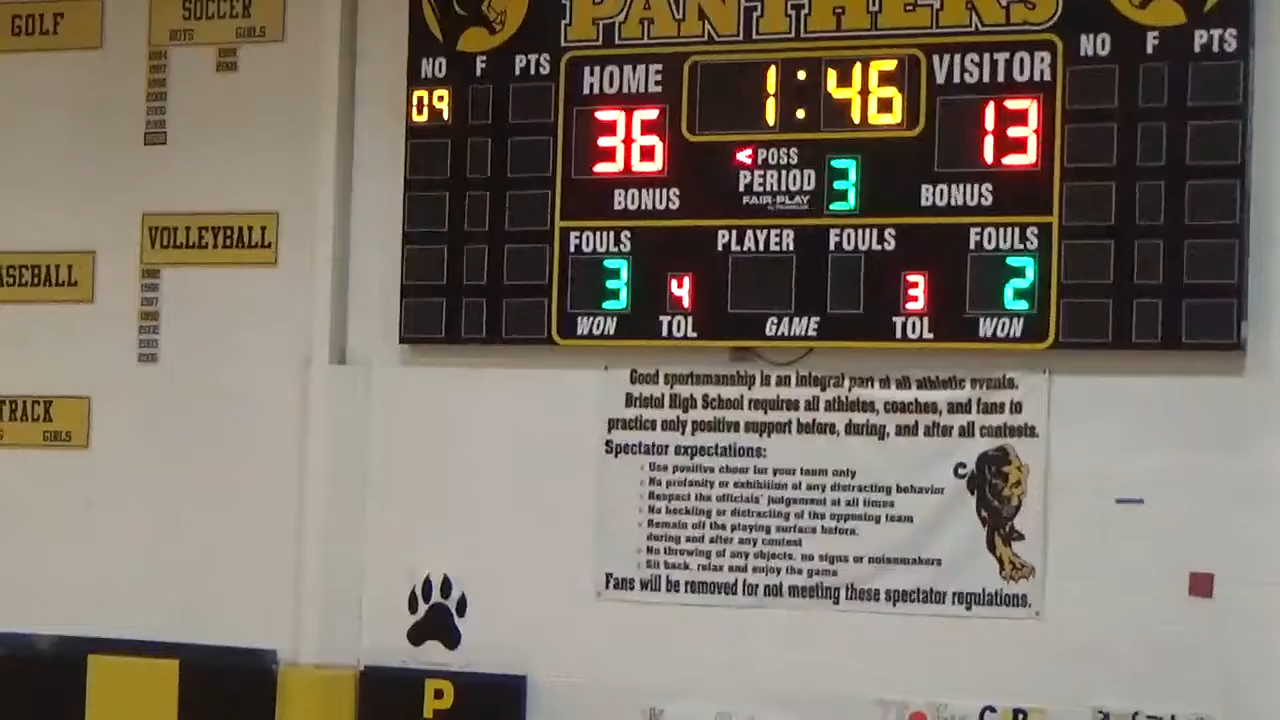 GOLF
SOCCER
BOYS GIRLS
PANTHERS
NO F PTS
HOME
1:46
VISITOR
NO F PTS
09
36
13
< POSS
PERIOD
3
FAIR-PLAY
BONUS
BONUS
VOLLEYBALL
FOULS
PLAYER
FOULS
FOULS
3
4
3
2
WON
TOL
GAME
TOL
WON
ASEBALL
TRACK
GIRLS
Good sportsmanship is an integral part of all athletic events.
Bristol High School requires all athletes, coaches, and fans to
practice only positive support before, during, and after all contests.
Spectator expectations:
Use positive cheer for your team only
No profanity or exhibition of any distracting behavior
Respect the officials' judgement at all times
No heckling or distracting of the opposing team
Remain off the playing surface before,
during and after any contest
No throwing of any objects, no signs or noisemakers
Sit back, relax and enjoy the game
Fans will be removed for not meeting these spectator regulations.
P